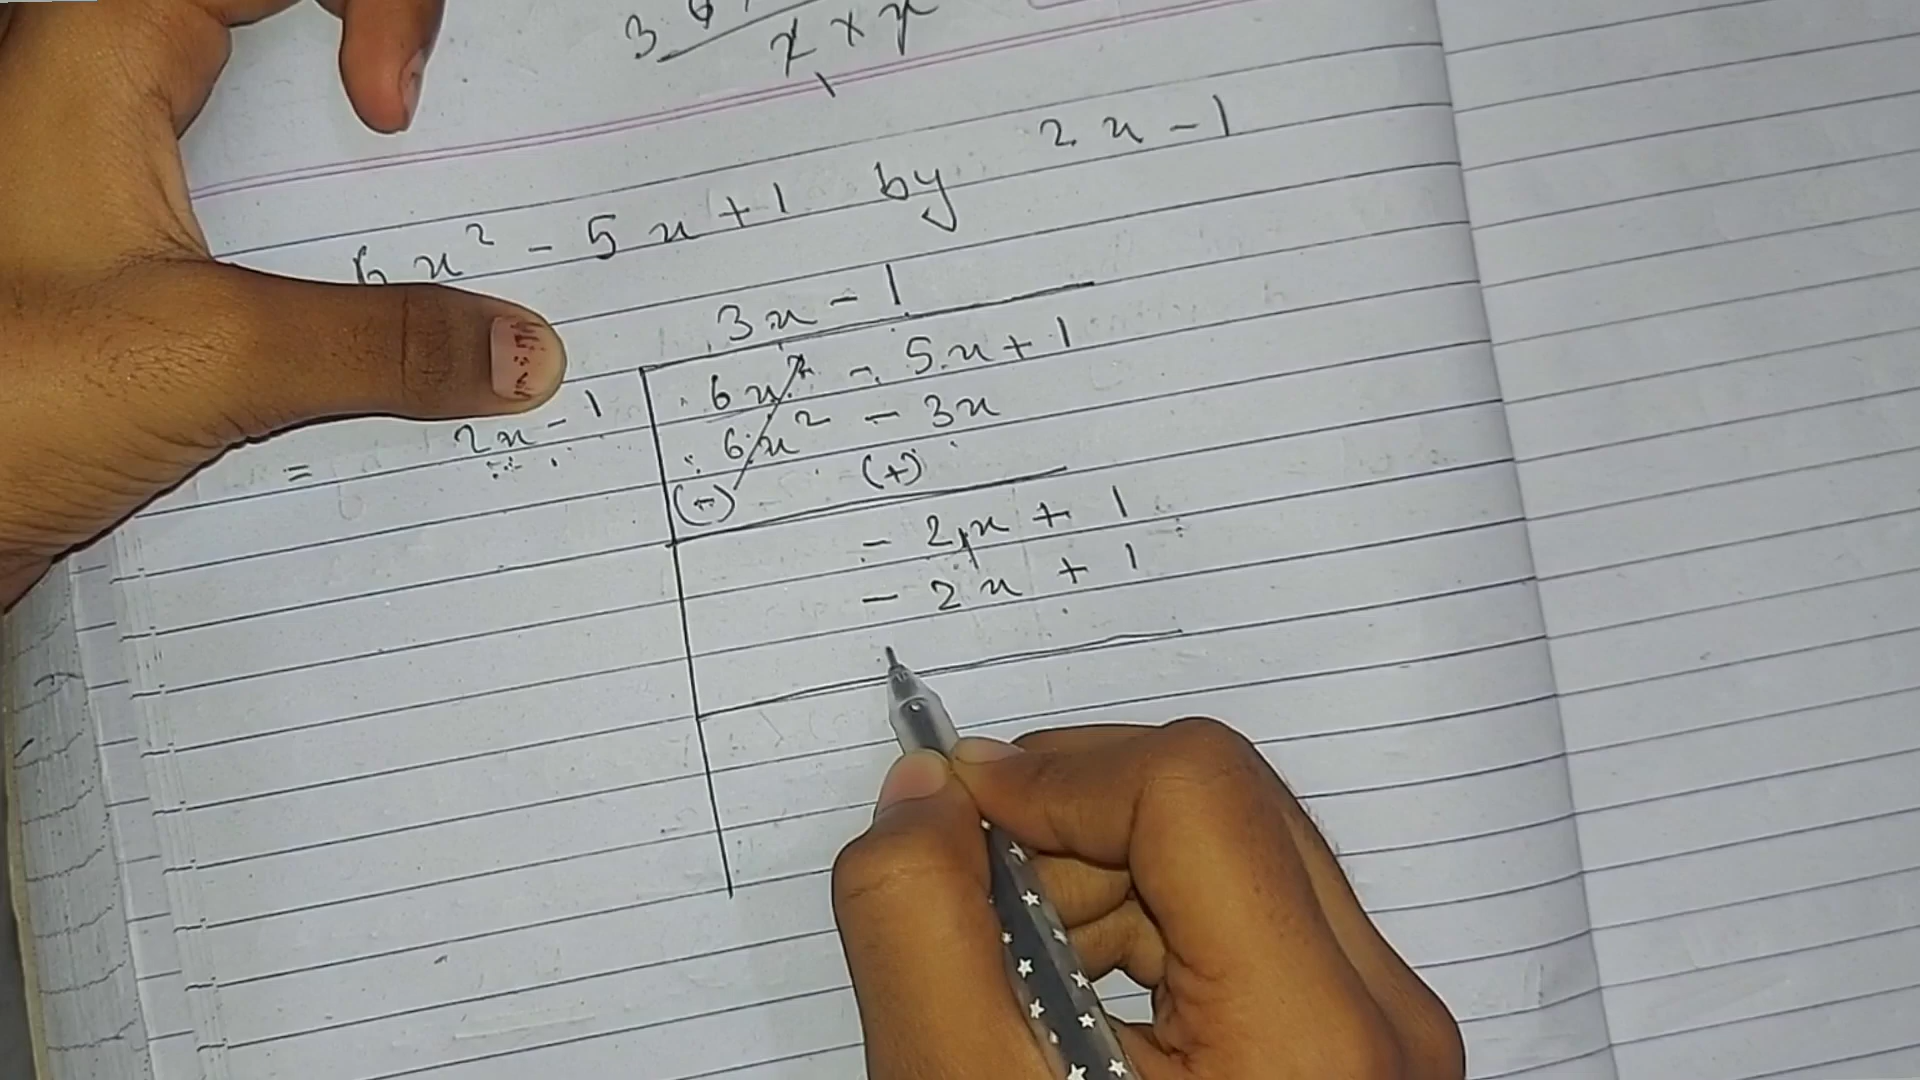 3
x × x
6x² - 5x + 1 by 2x - 1
3x - 1
= 2x - 1 6x² - 5x + 1
6x² - 3x
(-) (+)
- 2x + 1
- 2x + 1